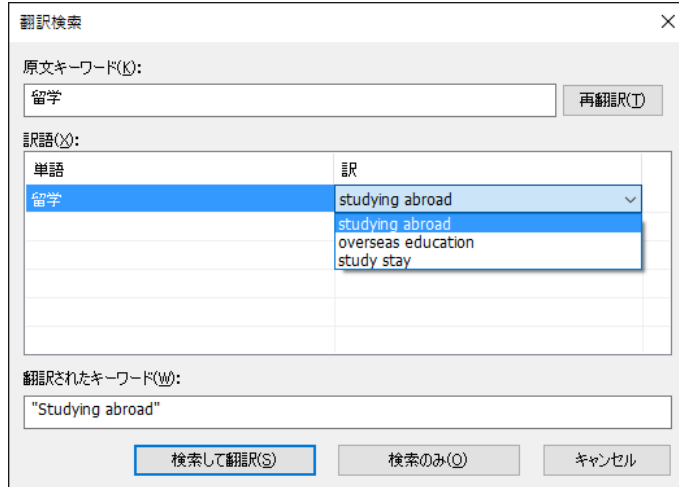 翻訳検索
原文キーワード(K):
留学
再翻訳(T)
訳語(X):
単語 訳
留学 studying abroad
studying abroad
overseas education
study stay
翻訳されたキーワード(W):
"Studying abroad"
検索して翻訳(S) 検索のみ(O) キャンセル